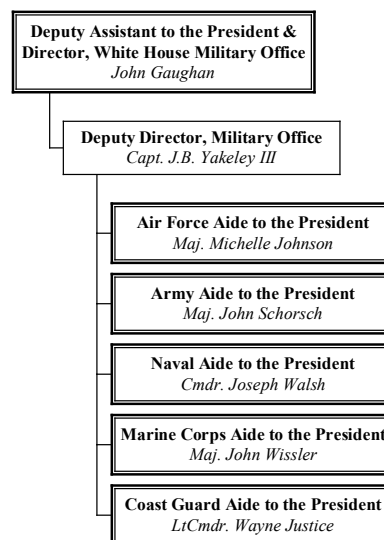 Deputy Assistant to the President &
Director, White House Military Office
John Gaughan
Deputy Director, Military Office
Capt. J.B. Yakeley III
Air Force Aide to the President
Maj. Michelle Johnson
Army Aide to the President
Maj. John Schorsch
Naval Aide to the President
Cmdr. Joseph Walsh
Marine Corps Aide to the President
Maj. John Wissler
Coast Guard Aide to the President
LtCmdr. Wayne Justice